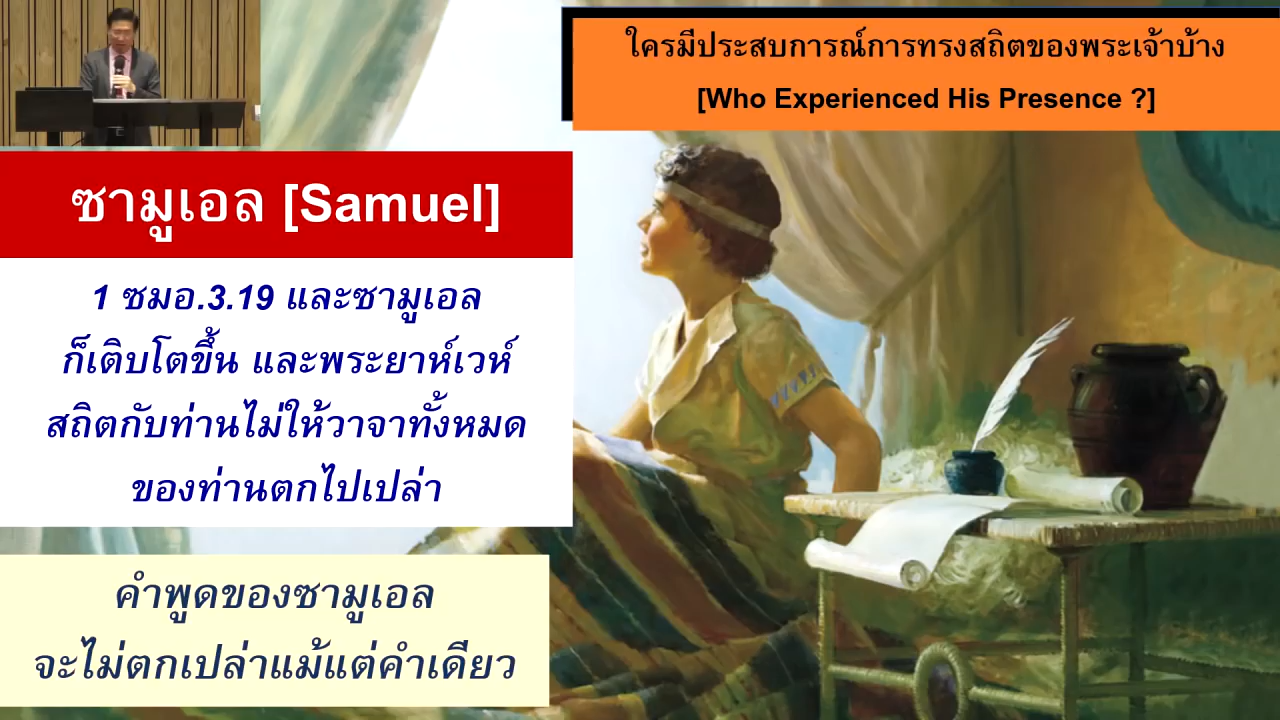 ใครมีประสบการณ์การทรงสถิตของพระเจ้าบ้าง
[Who Experienced His Presence ?]
ซามูเอล [Samuel]
1 ซมอ.3.19 และซามูเอล
ก็เติบโตขึ้น และพระยาห์เวห์
สถิตกับท่านไม่ให้วาจาทั้งหมด
ของท่านตกไปเปล่า
คำพูดของซามูเอล
จะไม่ตกเปล่าแม้แต่คำเดียว